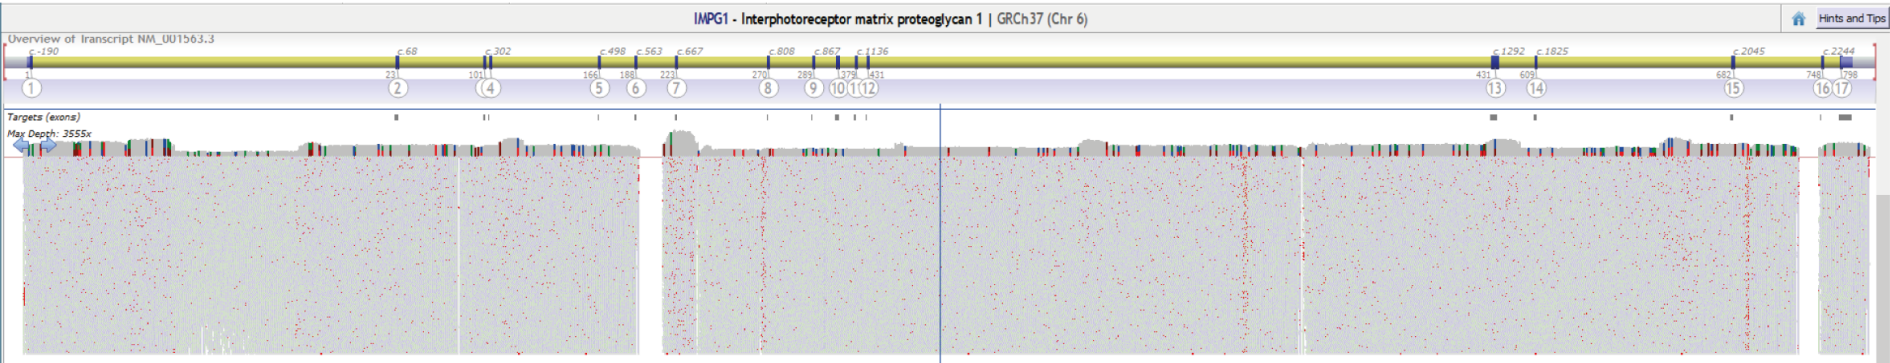 IMPG1 - Interphotoreceptor matrix proteoglycan 1 | GRCh37 (Chr 6)
Hints and Tips
Overview of Transcript NM_001563.3
c.-190 c.68 c.302 c.498 c.563 c.667 c.808 c.867 c.1136 c.1292 c.1825 c.2045 c.2244
1 23 101 166 188 223 270 289 379 431 431 609 682 748 798
1 2 4 5 6 7 8 9 10 12 13 14 15 16 17
Targets (exons)
Max Depth: 3555x